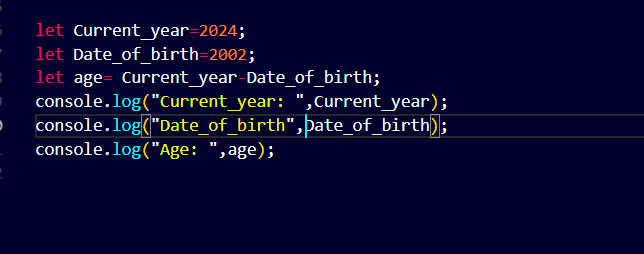 let Current_year=2024;
let Date_of_birth=2002;
let age= Current_year-Date_of_birth;
console.log("Current_year: ",Current_year);
console.log("Date_of_birth",Date_of_birth);
console.log("Age: ",age);